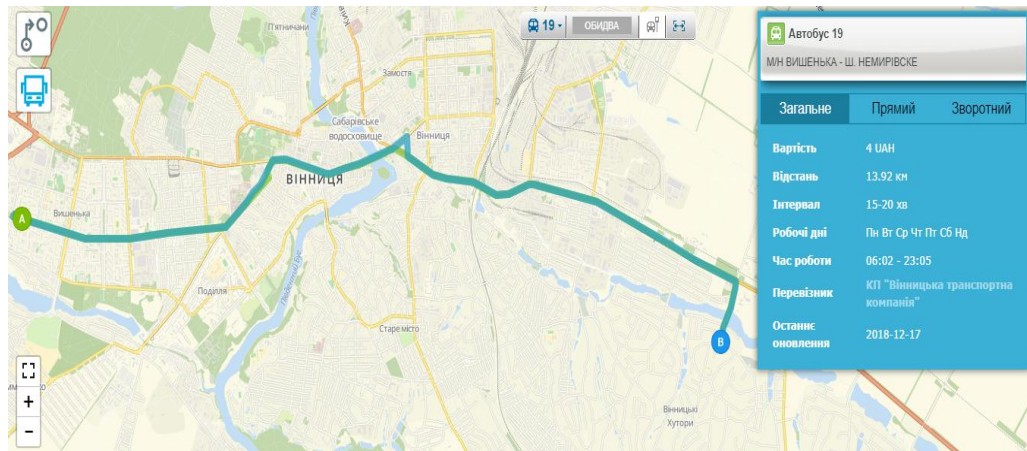 19
ОБИДВА
П'ятничани
Замостя
Сабарівське
водосховище
Вінниця
ВІННИЦЯ
Вишенька
A
Південний Буг
Поділля
Старе місто
B
Вінницькі
Хутори
+
-
Автобус 19
М/Н ВИШЕНЬКА - Ш. НЕМИРІВСКЕ
Загальне Прямий Зворотний
Вартість 4 UAH
Відстань 13.92 км
Інтервал 15-20 хв
Робочі дні Пн Вт Ср Чт Пт Сб Нд
Час роботи 06:02 - 23:05
Перевізник КП "Вінницька транспортна
компанія"
Останнє
оновлення 2018-12-17